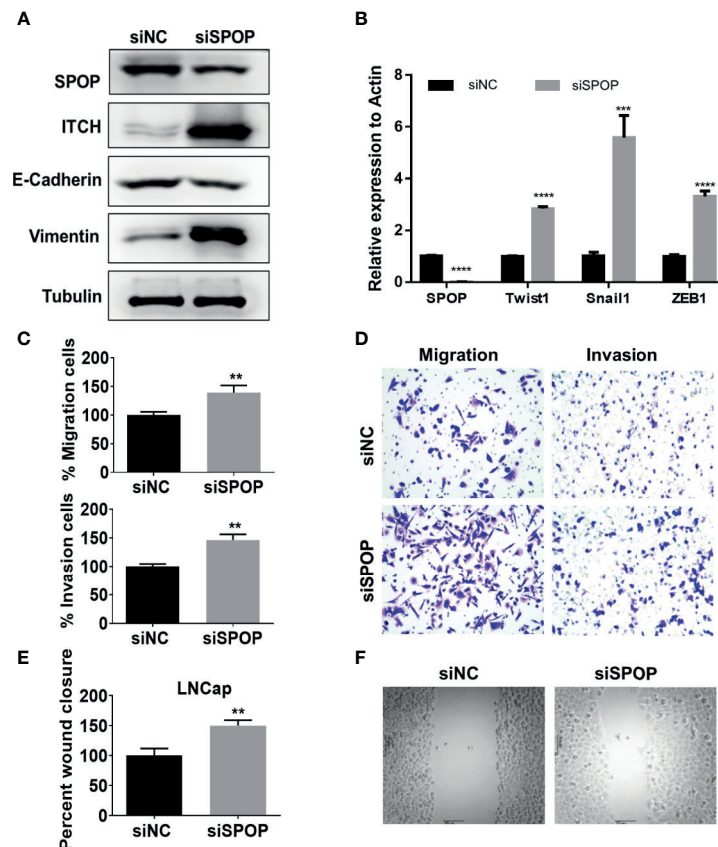 A
siNC siSPOP
SPOP
ITCH
E-Cadherin
Vimentin
Tubulin
B
Relative expression to Actin
8
6
4
2
0
siNC siSPOP
****
****
***
****
SPOP Twist1 Snail1 ZEB1
C
% Migration cells
200
150
100
50
0
**
siNC siSPOP
% Invasion cells
200
150
100
50
0
**
siNC siSPOP
D
Migration Invasion
siNC
siSPOP
E
LNCap
Percent wound closure
200
150
100
50
0
**
siNC siSPOP
F
siNC siSPOP